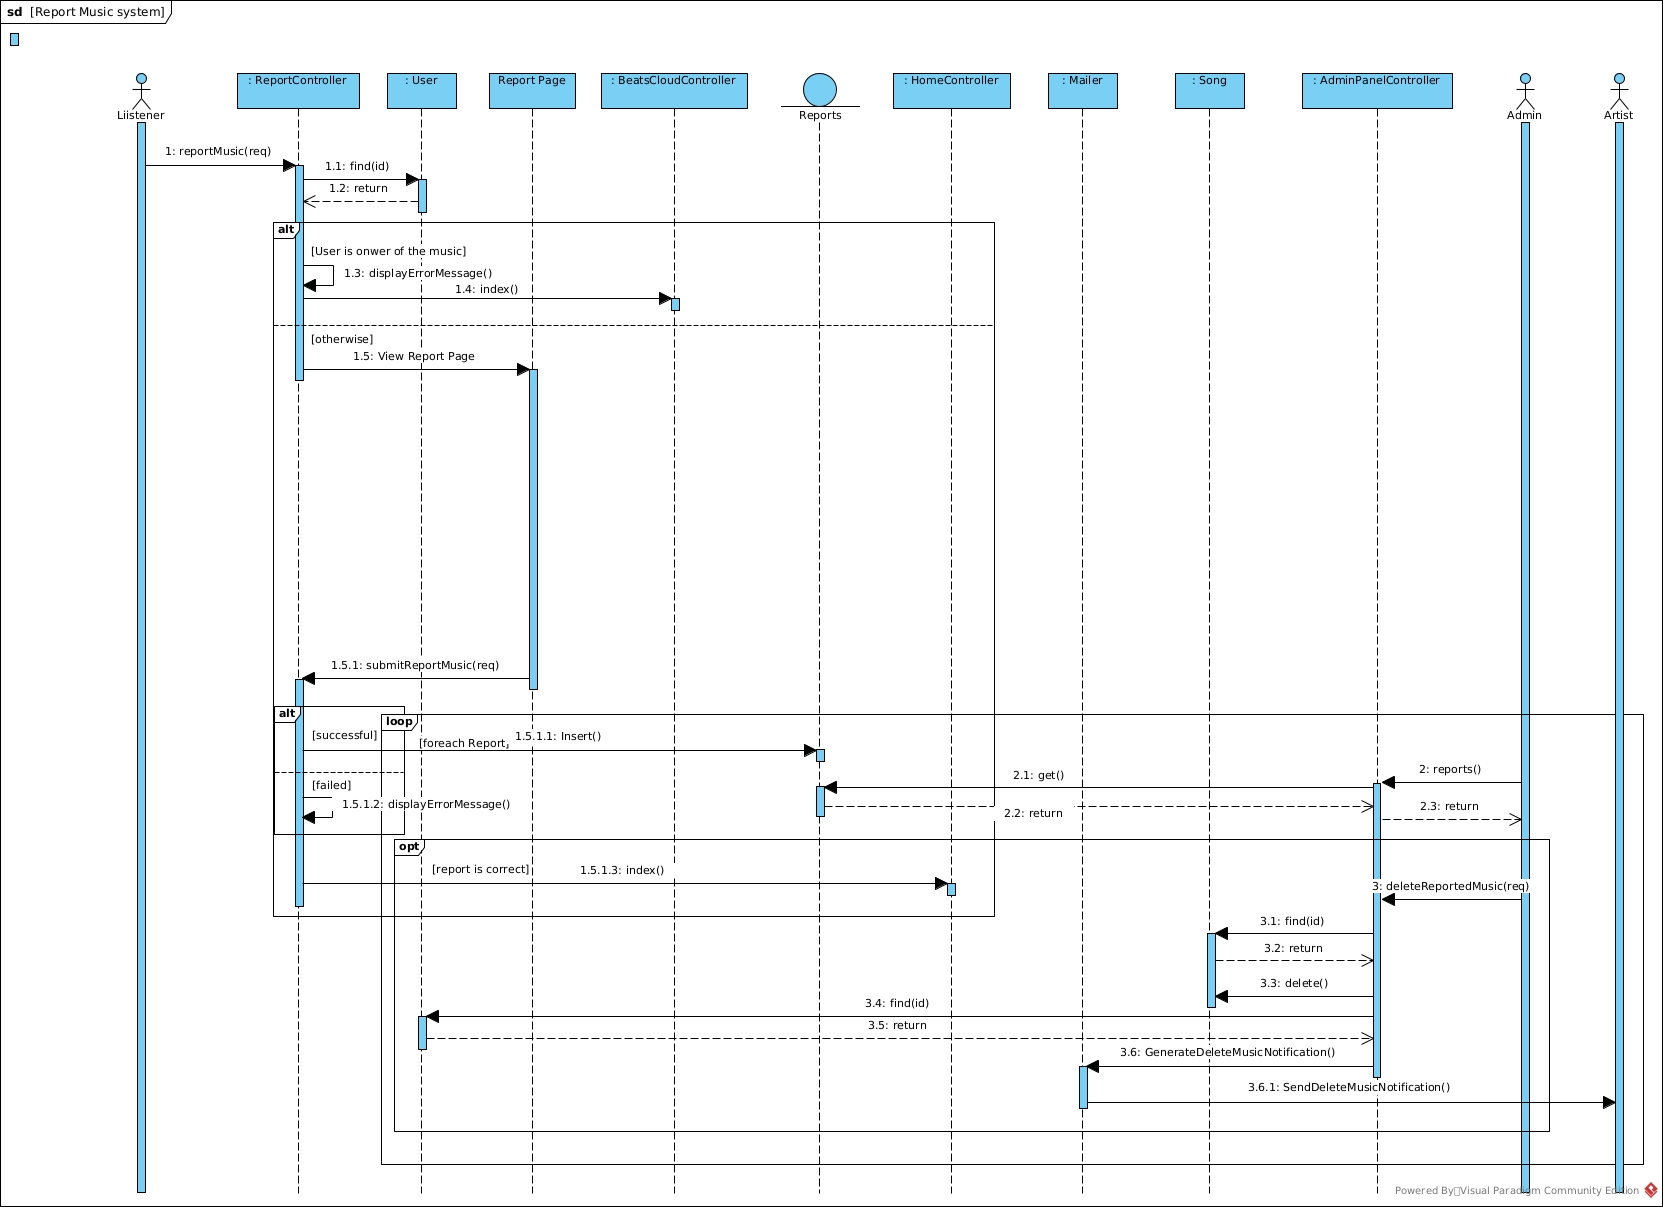 sd [Report Music system]
: ReportController
: User
Report Page
: BeatsCloudController
: HomeController
: Mailer
: Song
: AdminPanelController
Liistener
Reports
Admin
Artist
1: reportMusic(req)
1.1: find(id)
1.2: return
alt
[User is onwer of the music]
1.3: displayErrorMessage()
1.4: index()
[otherwise]
1.5: View Report Page
1.5.1: submitReportMusic(req)
alt
loop
[successful]
1.5.1.1: Insert()
[foreach Report
2: reports()
2.1: get()
[failed]
1.5.1.2: displayErrorMessage()
2.3: return
2.2: return
opt
[report is correct]
1.5.1.3: index()
3: deleteReportedMusic(req)
3.1: find(id)
3.2: return
3.3: delete()
3.4: find(id)
3.5: return
3.6: GenerateDeleteMusicNotification()
3.6.1: SendDeleteMusicNotification()
Powered By Visual Paradigm Community Edition